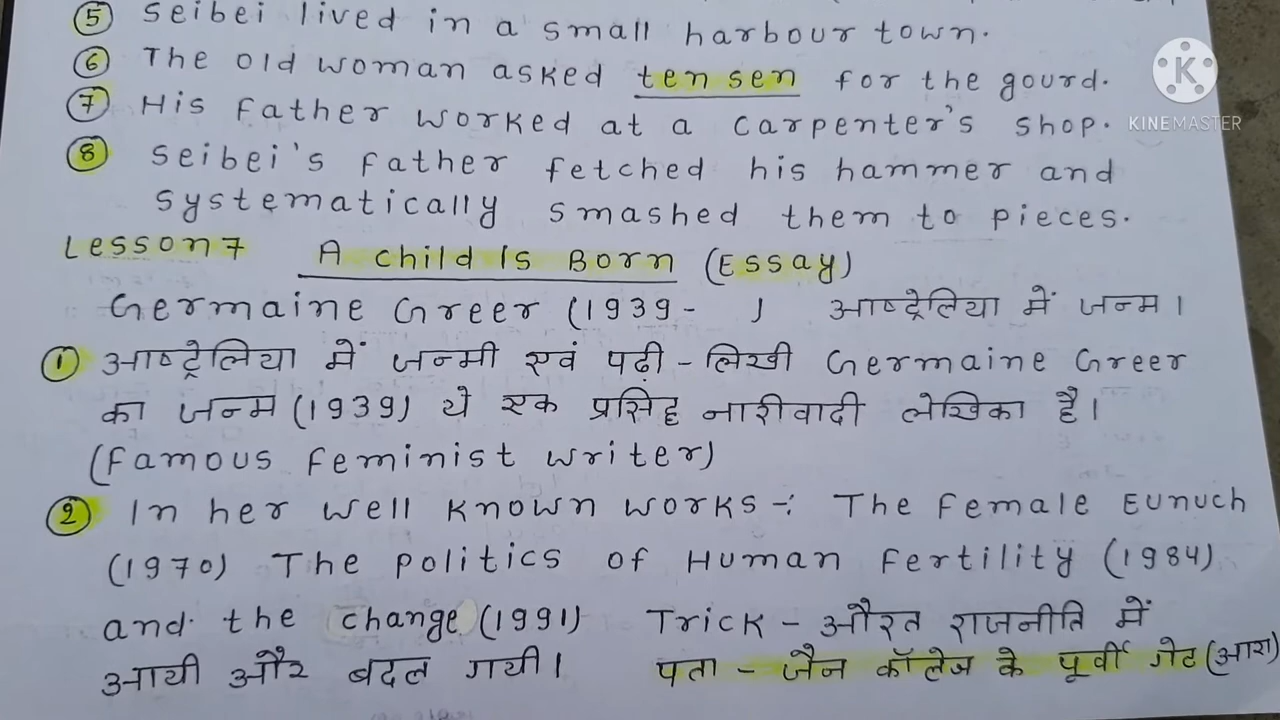 5 Seibei lived in a small harbour town.
6 The old woman asked ten sen for the gourd.
7 His Father worked at a carpenter's shop.
K
KINEMASTER
8 Seibei's Father fetched his hammer and
systematically smashed them to pieces.
Lesson 7 A child Is Born (Essay)
Germaine Greer (1939- ) आष्ट्रेलिया में जन्म।
1 आष्ट्रेलिया में जन्मी एवं पढ़ी - लिखी Germaine Greer
का जन्म (1939) ये एक प्रसिद्द नारीवादी लेखिका है।
(Famous Feminist writer)
2 In her well known works -: The Female Eunuch
(1970) The Politics of Human Fertility (1984)
and the change (1991) Trick - औरत राजनीति में
आयी और बदल गयी। पता - जैन कॉलेज के पूर्वी गेट (आरा)